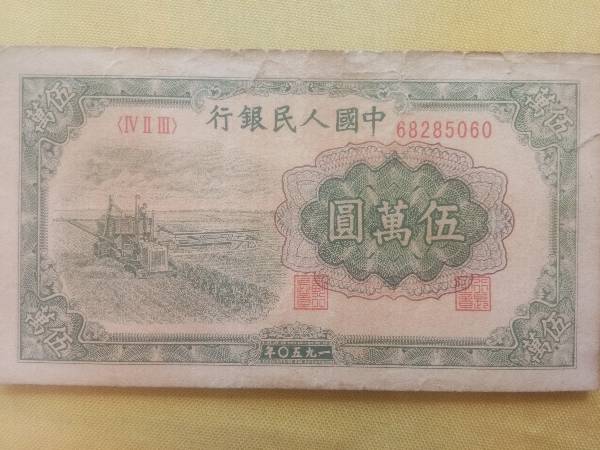 伍萬
伍萬
行銀民人國中
〈Ⅳ Ⅱ Ⅲ〉
68285060
圓萬伍
伍萬
伍萬
年〇五九一